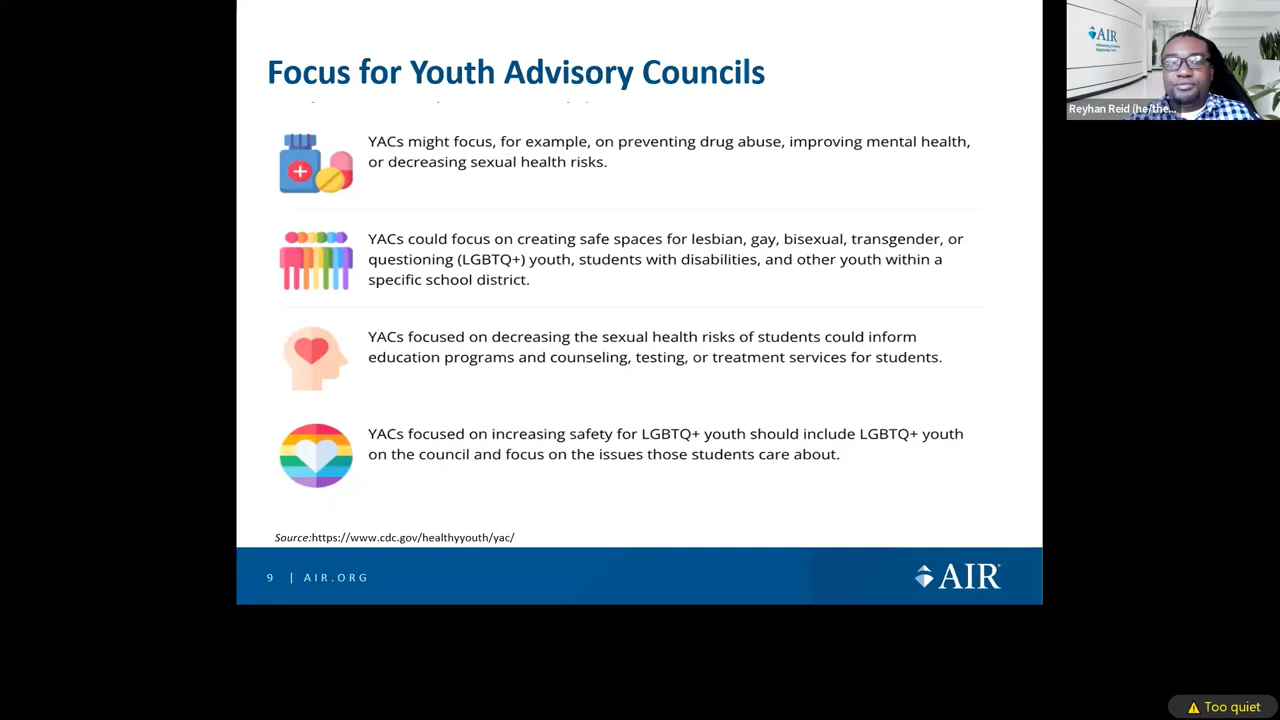 Focus for Youth Advisory Councils
YACs might focus, for example, on preventing drug abuse, improving mental health,
or decreasing sexual health risks.
YACs could focus on creating safe spaces for lesbian, gay, bisexual, transgender, or
questioning (LGBTQ+) youth, students with disabilities, and other youth within a
specific school district.
YACs focused on decreasing the sexual health risks of students could inform
education programs and counseling, testing, or treatment services for students.
YACs focused on increasing safety for LGBTQ+ youth should include LGBTQ+ youth
on the council and focus on the issues those students care about.
Source:https://www.cdc.gov/healthyyouth/yac/
9 | AIR.ORG
AIR
AIR
Reyhan Reid (he/the...
Too quiet